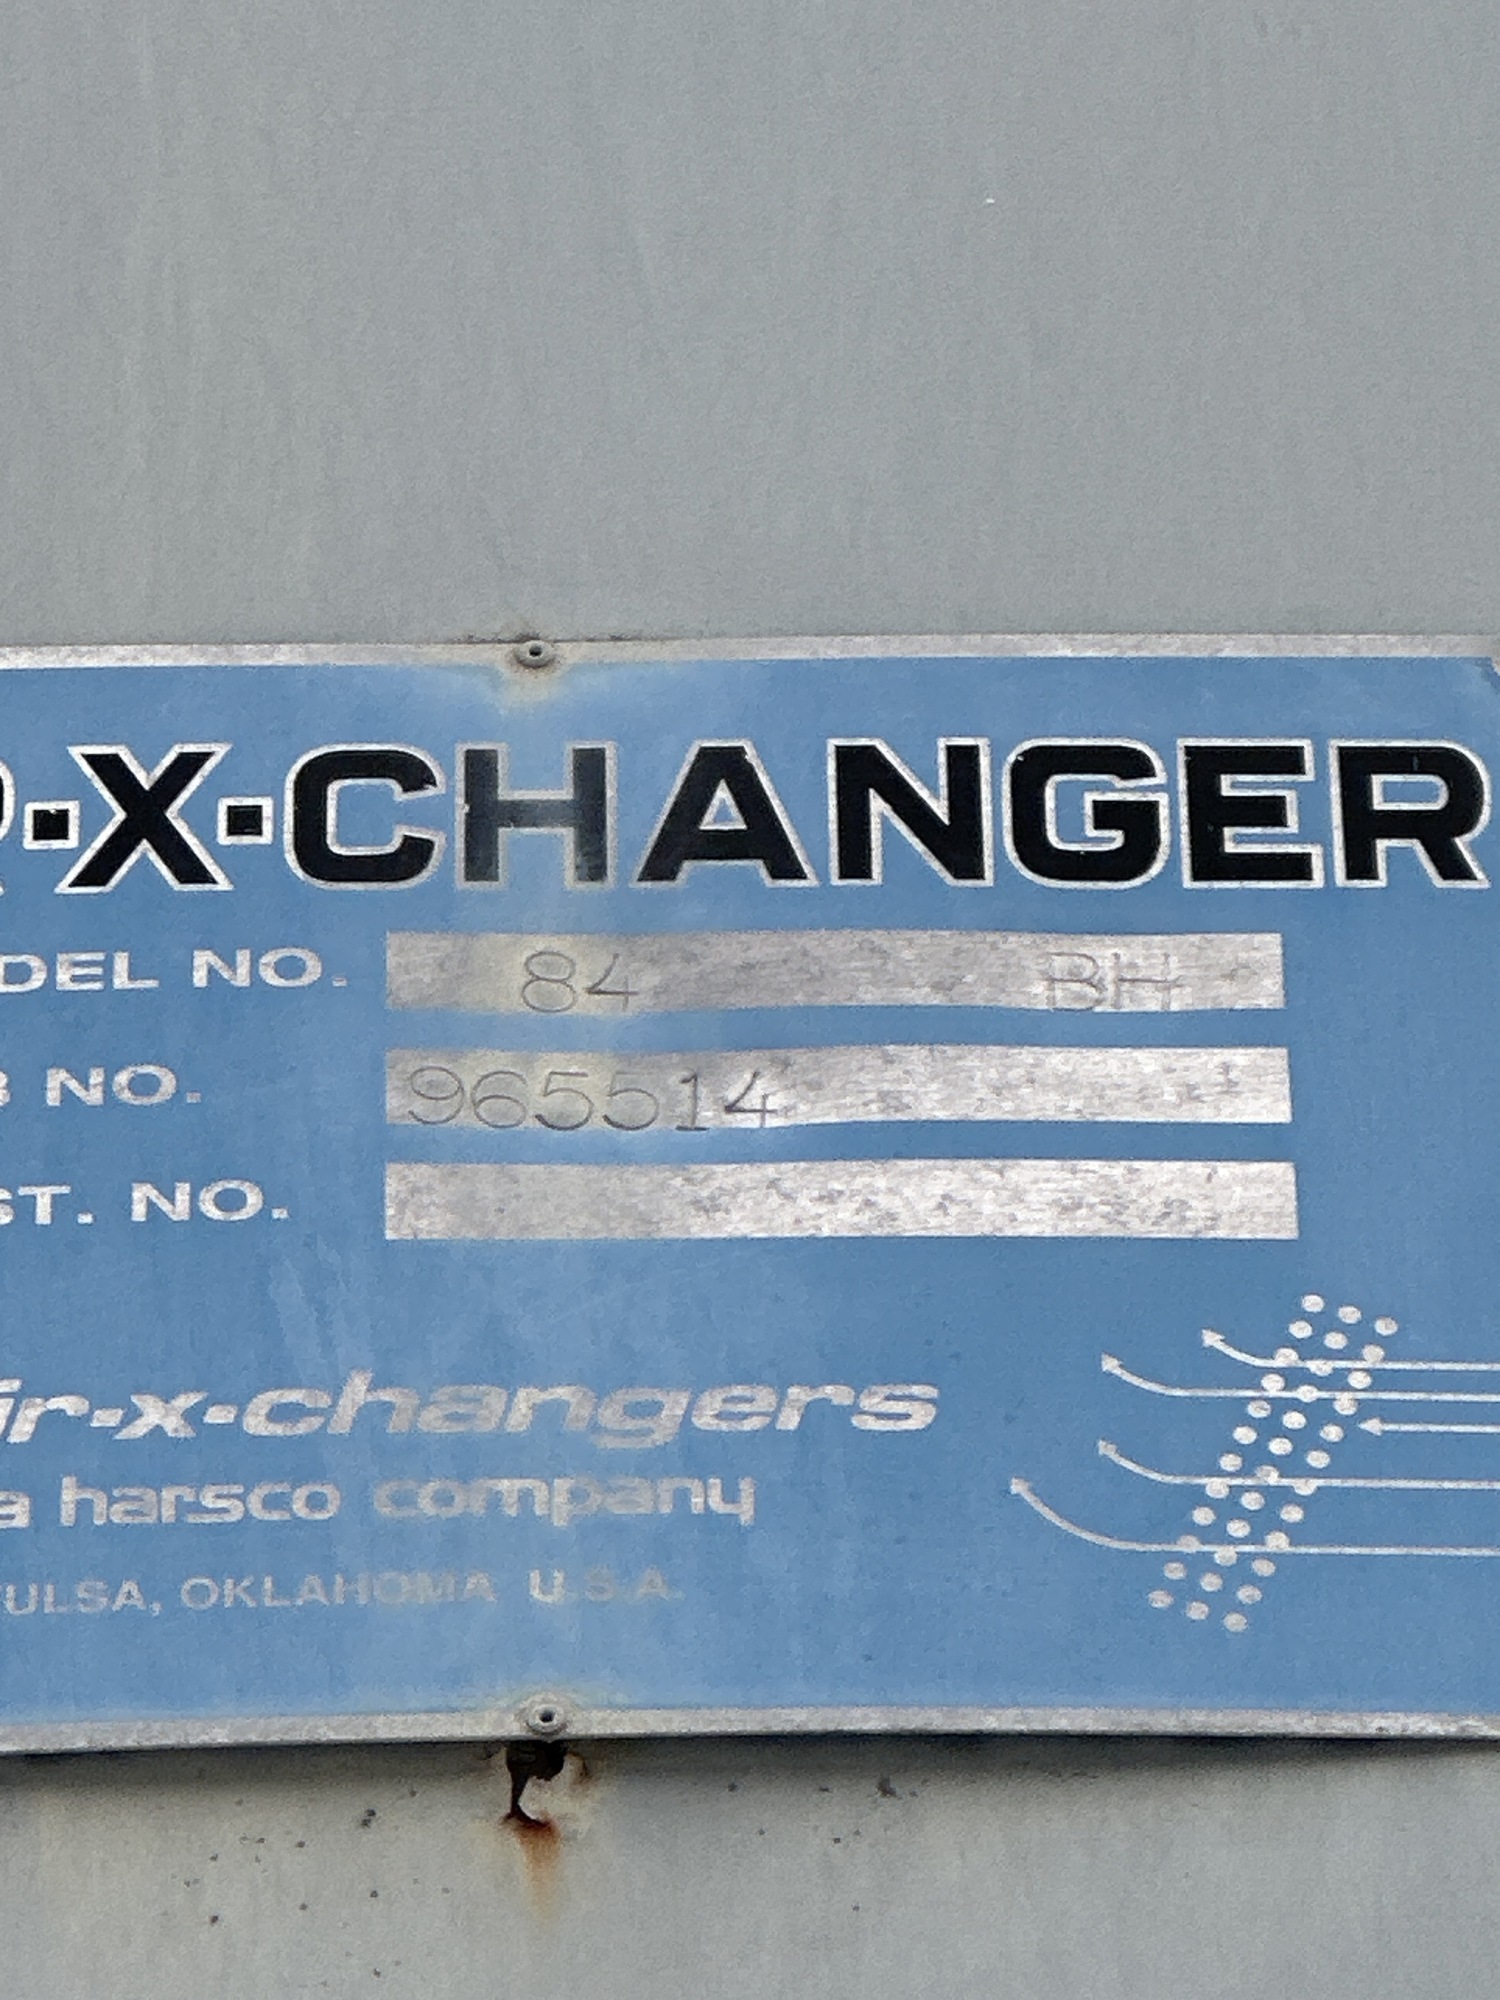 R·X·CHANGER
DEL NO. 84 BH
B NO. 965514
ST. NO.
ir-x-changers
a harsco company
ULSA, OKLAHOMA U.S.A.